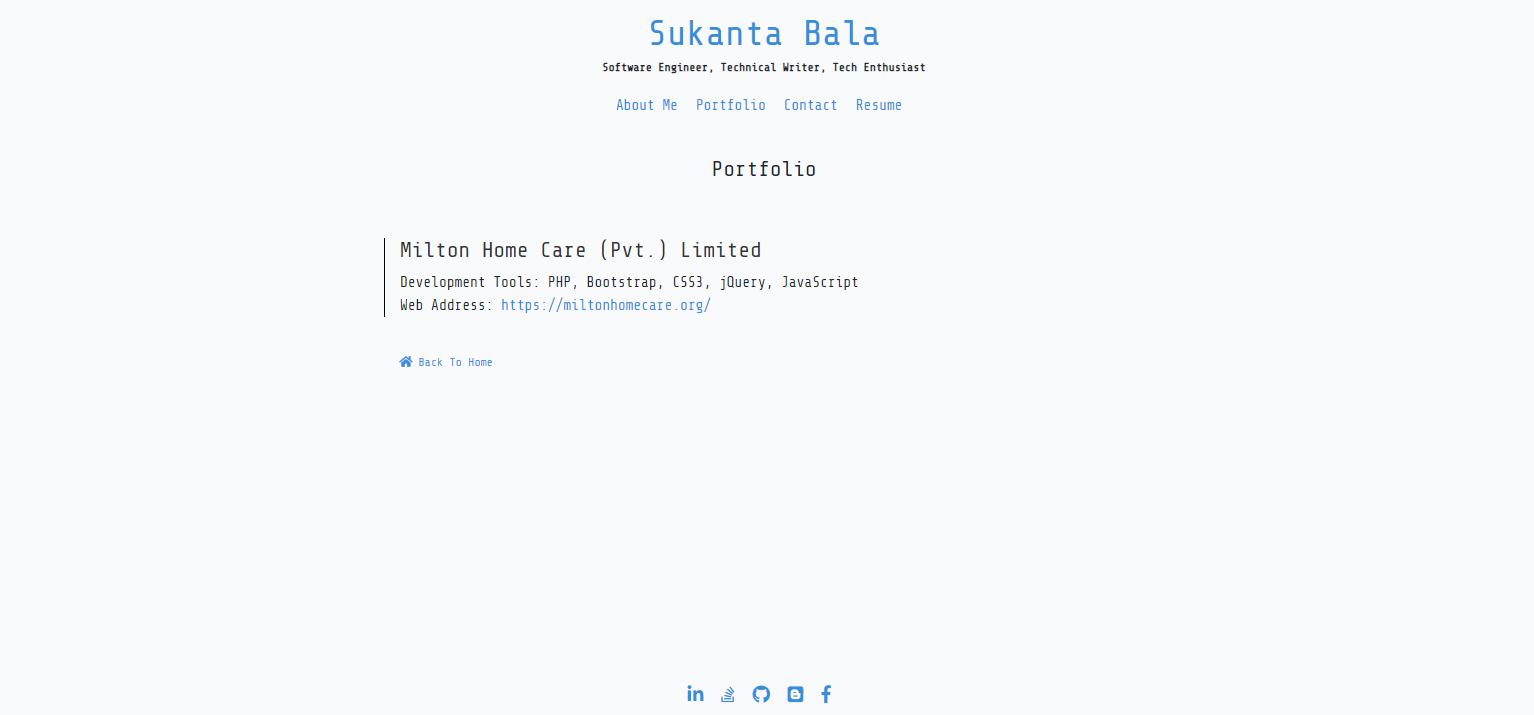 Sukanta Bala
Software Engineer, Technical Writer, Tech Enthusiast
About Me Portfolio Contact Resume
Portfolio
Milton Home Care (Pvt.) Limited
Development Tools: PHP, Bootstrap, CSS3, jQuery, JavaScript
Web Address: https://miltonhomecare.org/
Back To Home